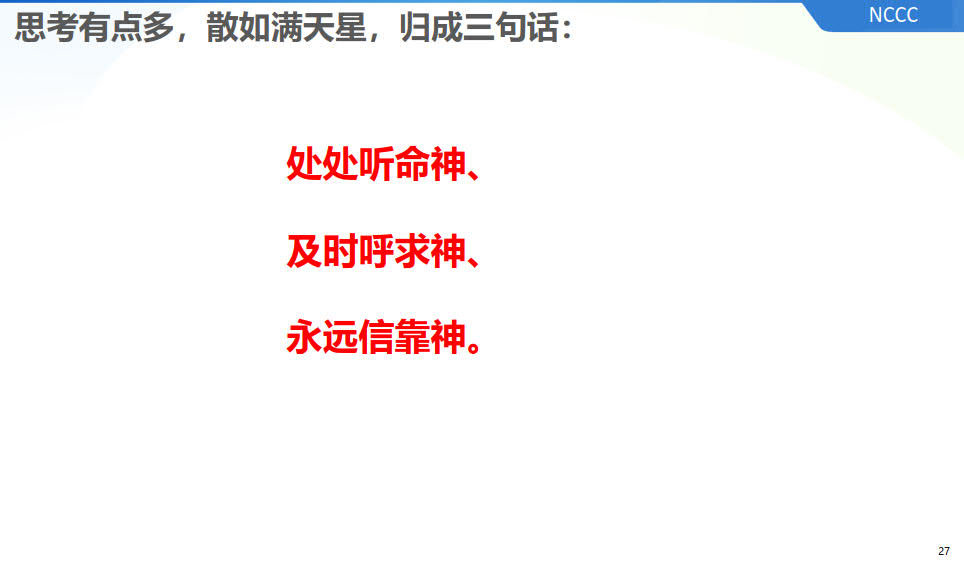 NCCC
思考有点多，散如满天星，归成三句话：
处处听命神、
及时呼求神、
永远信靠神。
27